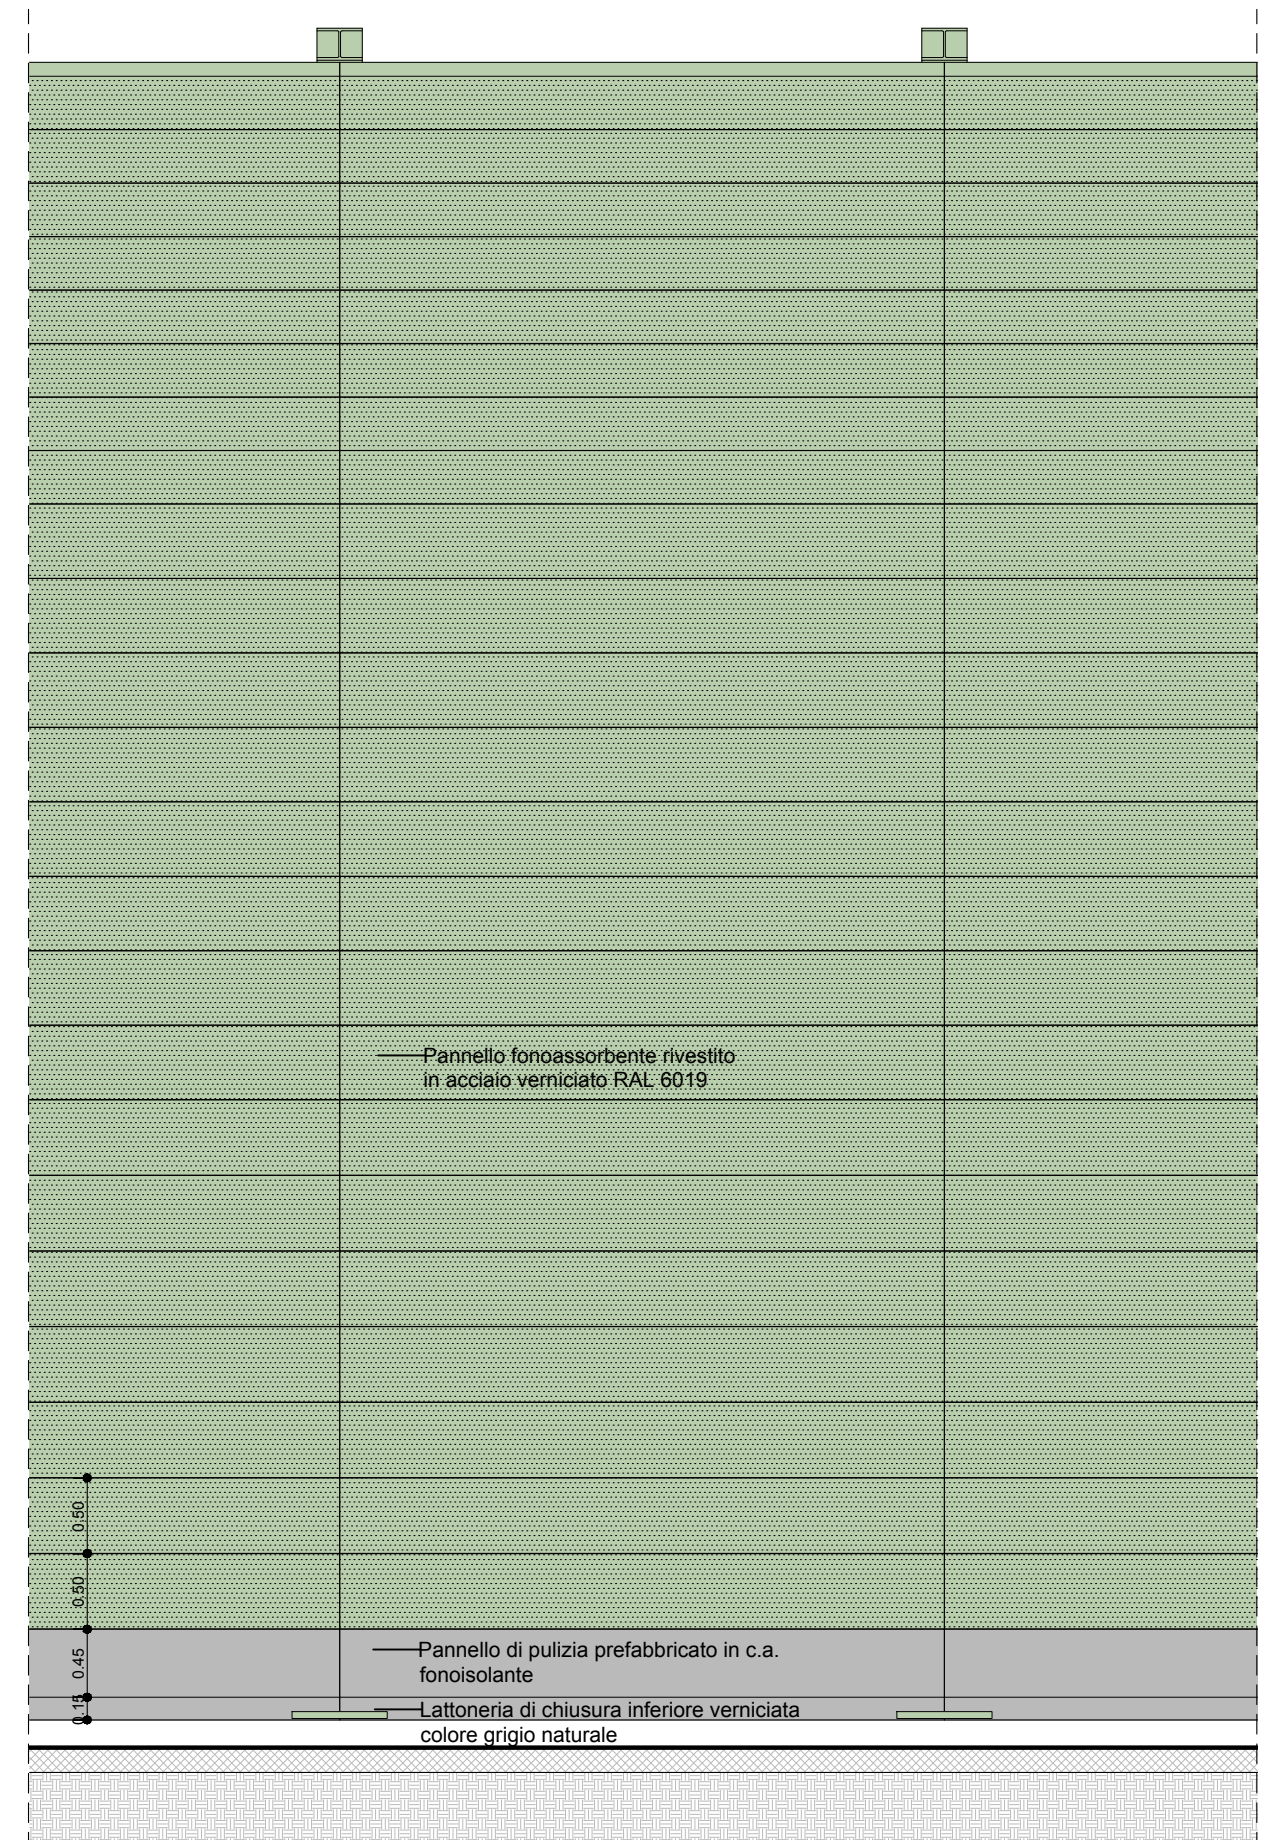 Pannello fonoassorbente rivestito
in acciaio verniciato RAL 6019
0.50
0.50
0.45
Pannello di pulizia prefabbricato in c.a.
fonoisolante
0.15
Lattoneria di chiusura inferiore verniciata
colore grigio naturale